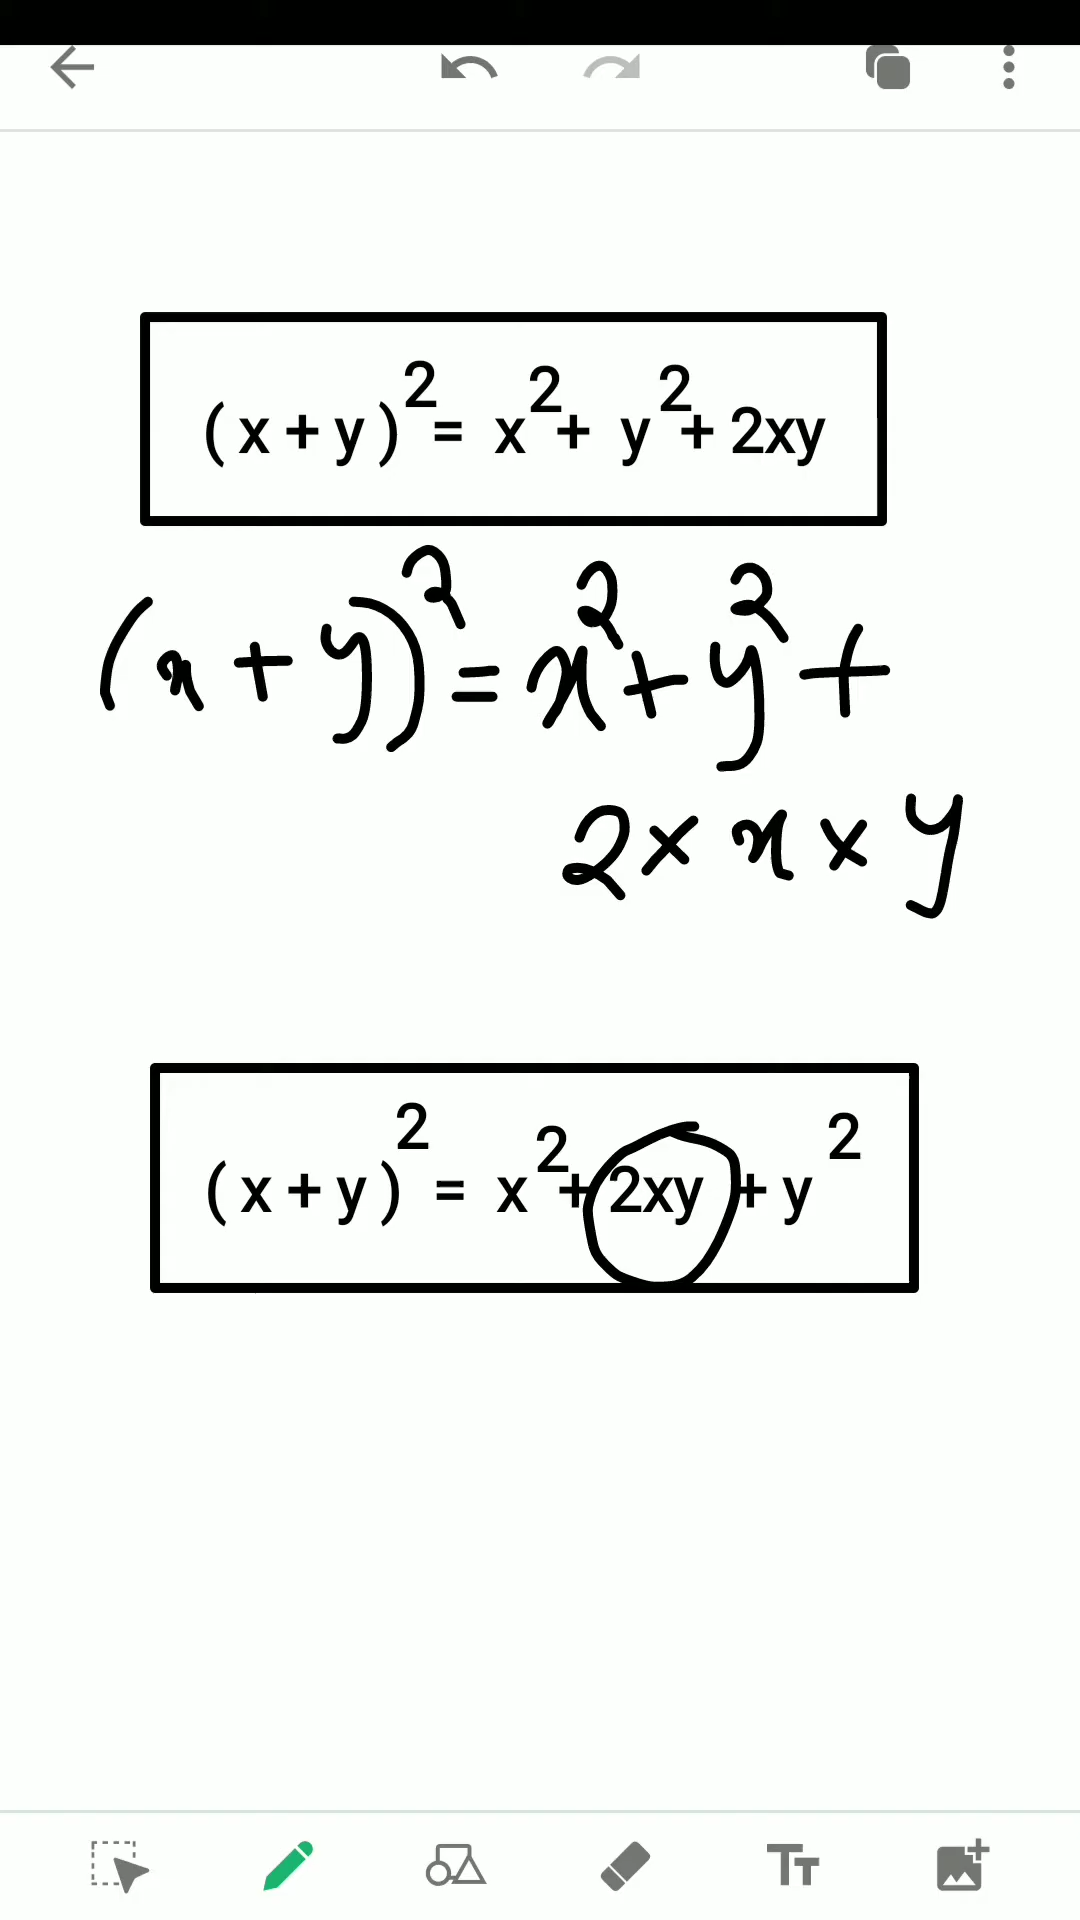 (x+y)²= x²+ y²+ 2xy
(x+y)²=x²+y²+
2×x×y
(x+y)²= x²+2xy+y²